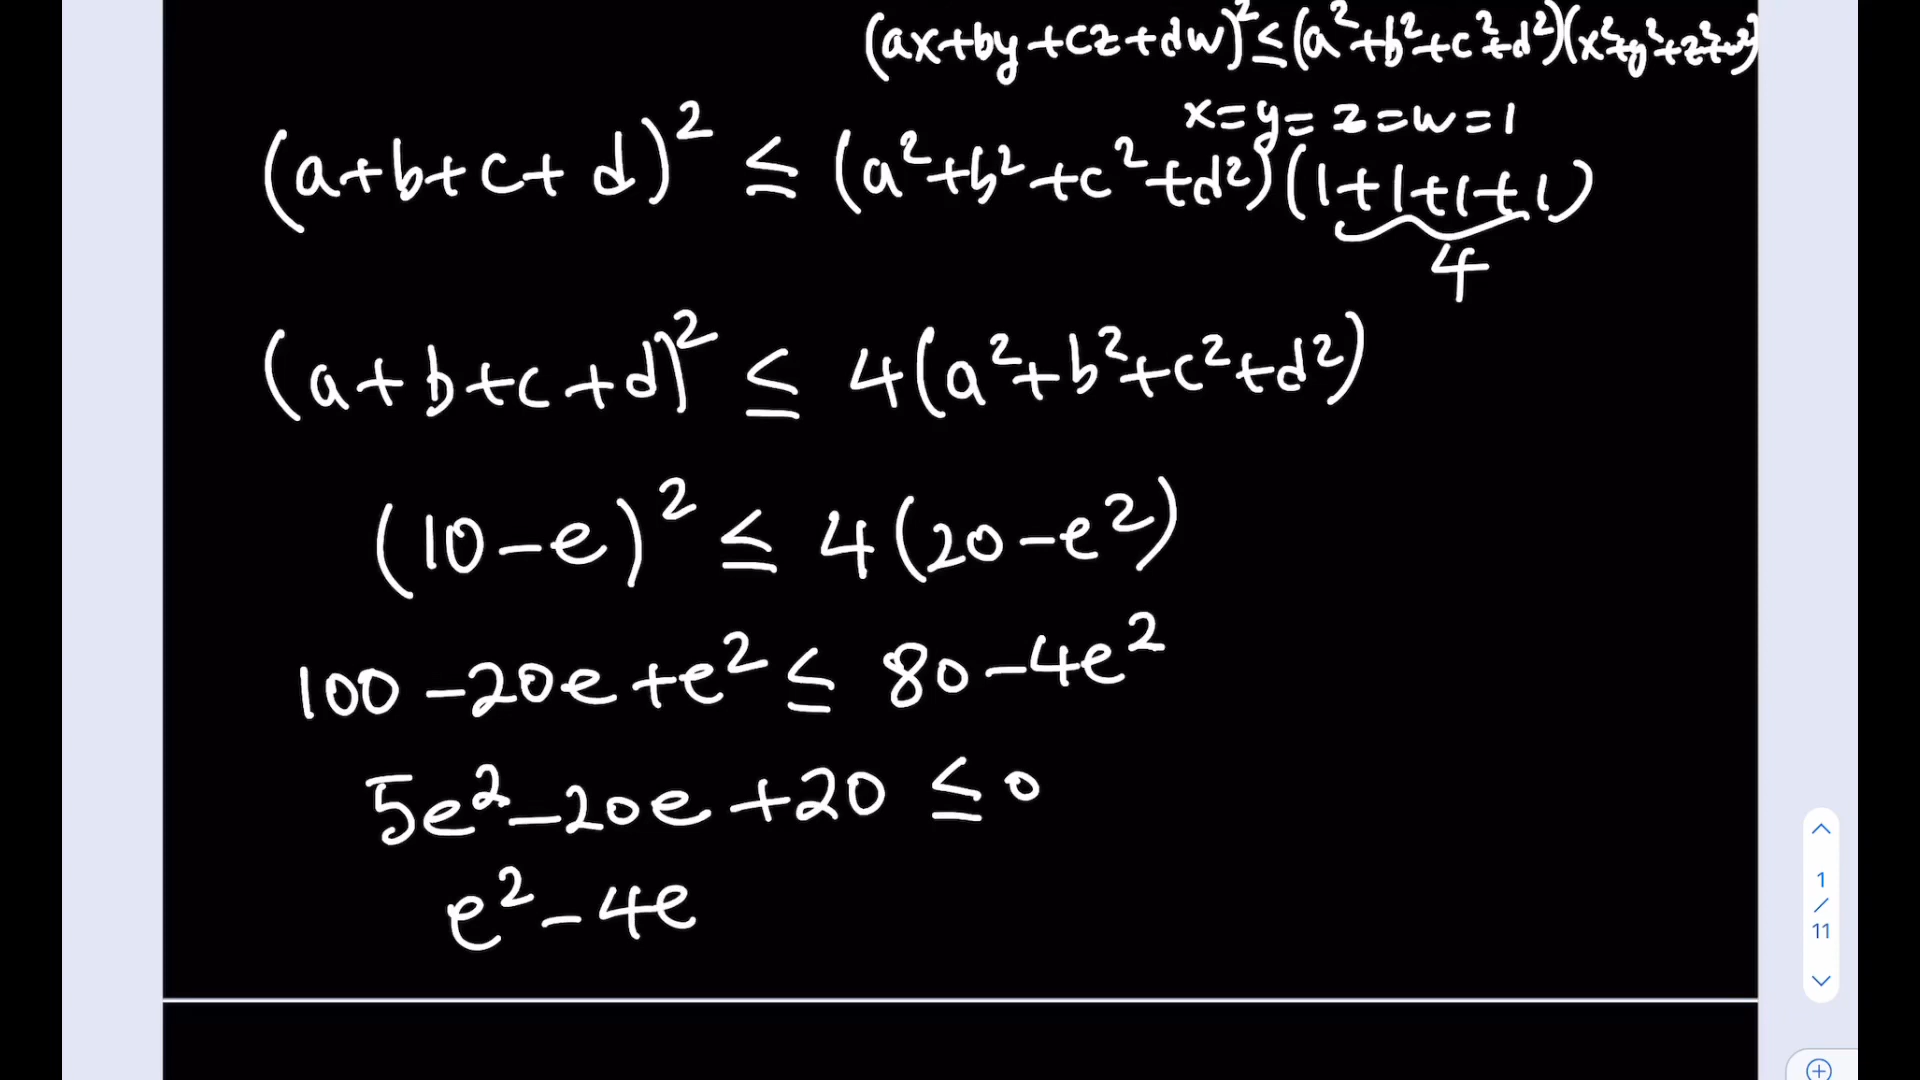 (ax+by+cz+dw)²≤(a²+b²+c²+d²)(x²+y²+z²+w²)
x=y=z=w=1
(a+b+c+d)² ≤ (a²+b²+c²+d²)(1+1+1+1)
4
(a+b+c+d)² ≤ 4(a²+b²+c²+d²)
(10-e)² ≤ 4(20-e²)
100-20e+e² ≤ 80-4e²
5e²-20e+20 ≤0
e²-4e
1
/
11